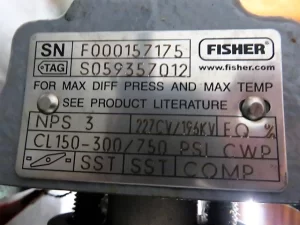 SN F000157175 FISHER
TAG S059357012 www.fisher.com
FOR MAX DIFF PRESS AND MAX TEMP
SEE PRODUCT LITERATURE
NPS 3 227CV/196KV EQ %
CL150-300/750 PSI CWP
SST SST COMP